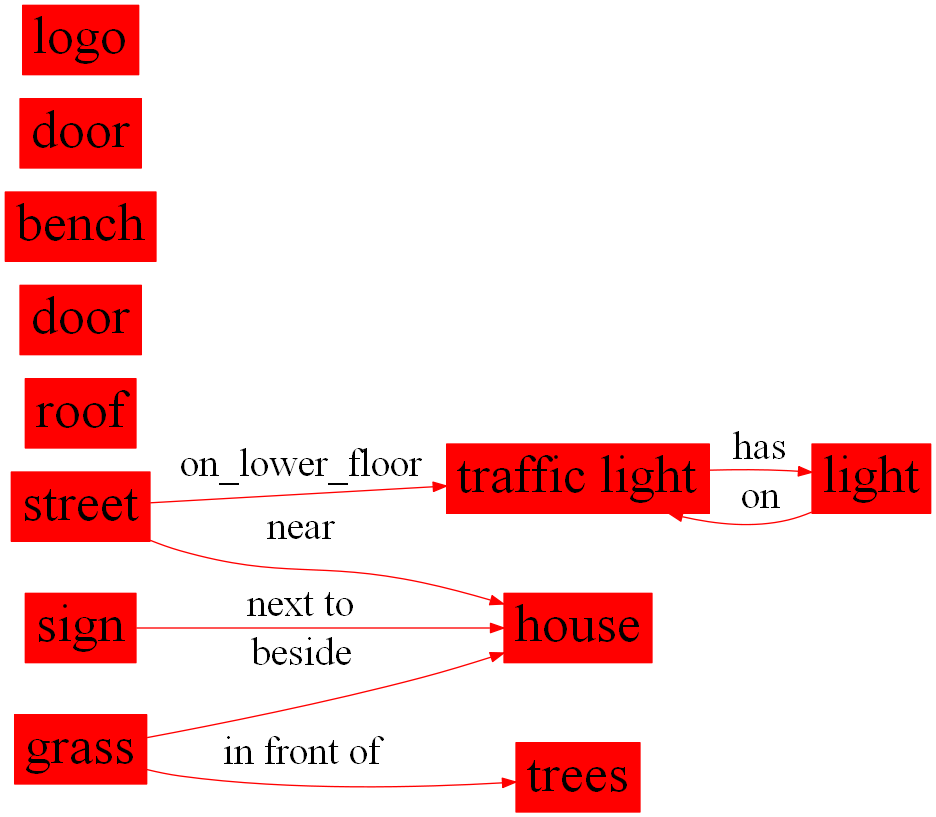 logo
door
bench
door
roof
street
on_lower_floor
traffic light
has
light
on
near
sign
next to
house
beside
grass
in front of
trees